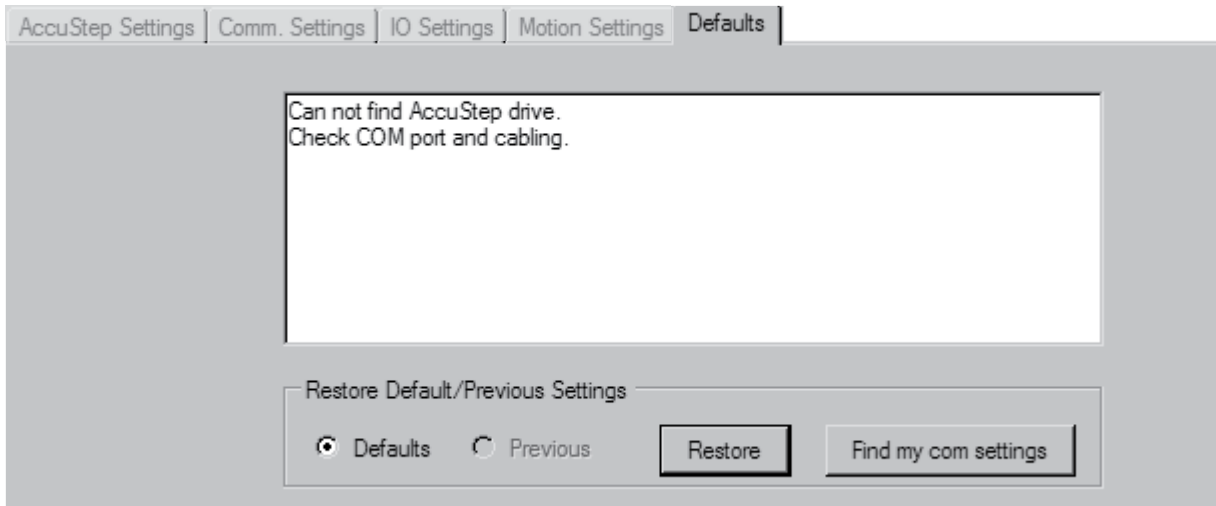 AccuStep Settings Comm. Settings IO Settings Motion Settings Defaults
Can not find AccuStep drive.
Check COM port and cabling.
Restore Default/Previous Settings
Defaults Previous Restore Find my com settings